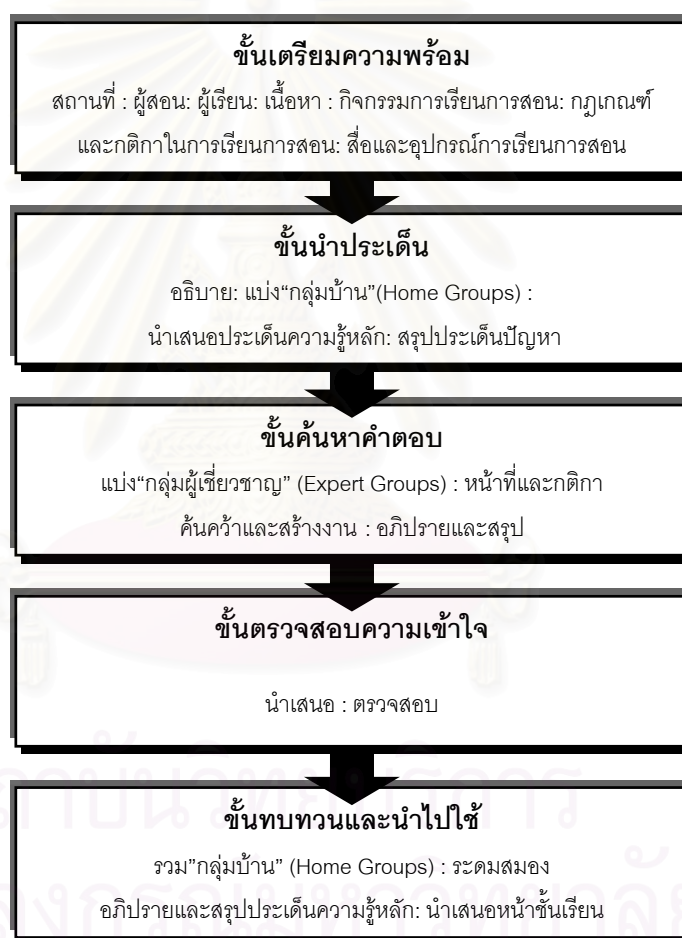 ขั้นเตรียมความพร้อม
สถานที่ : ผู้สอน: ผู้เรียน: เนื้อหา : กิจกรรมการเรียนการสอน: กฎเกณฑ์
และกติกาในการเรียนการสอน: สื่อและอุปกรณ์การเรียนการสอน
ขั้นนำประเด็น
อธิบาย: แบ่ง“กลุ่มบ้าน”(Home Groups) :
นำเสนอประเด็นความรู้หลัก: สรุปประเด็นปัญหา
ขั้นค้นหาคำตอบ
แบ่ง“กลุ่มผู้เชี่ยวชาญ” (Expert Groups) : หน้าที่และกติกา
ค้นคว้าและสร้างงาน : อภิปรายและสรุป
ขั้นตรวจสอบความเข้าใจ
นำเสนอ : ตรวจสอบ
ขั้นทบทวนและนำไปใช้
รวม”กลุ่มบ้าน” (Home Groups) : ระดมสมอง
อภิปรายและสรุปประเด็นความรู้หลัก: นำเสนอหน้าชั้นเรียน